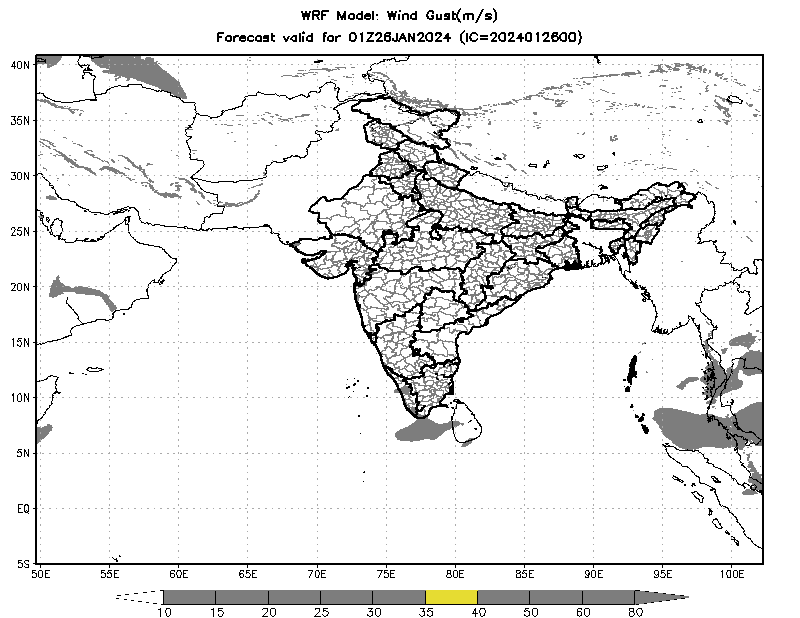 WRF Model: Wind Gust(m/s)
Forecast valid for 01Z26JAN2024 (IC=2024012600)
40N
35N
30N
25N
20N
15N
10N
5N
EQ
5S
50E 55E 60E 65E 70E 75E 80E 85E 90E 95E 100E
10 15 20 25 30 35 40 50 60 80